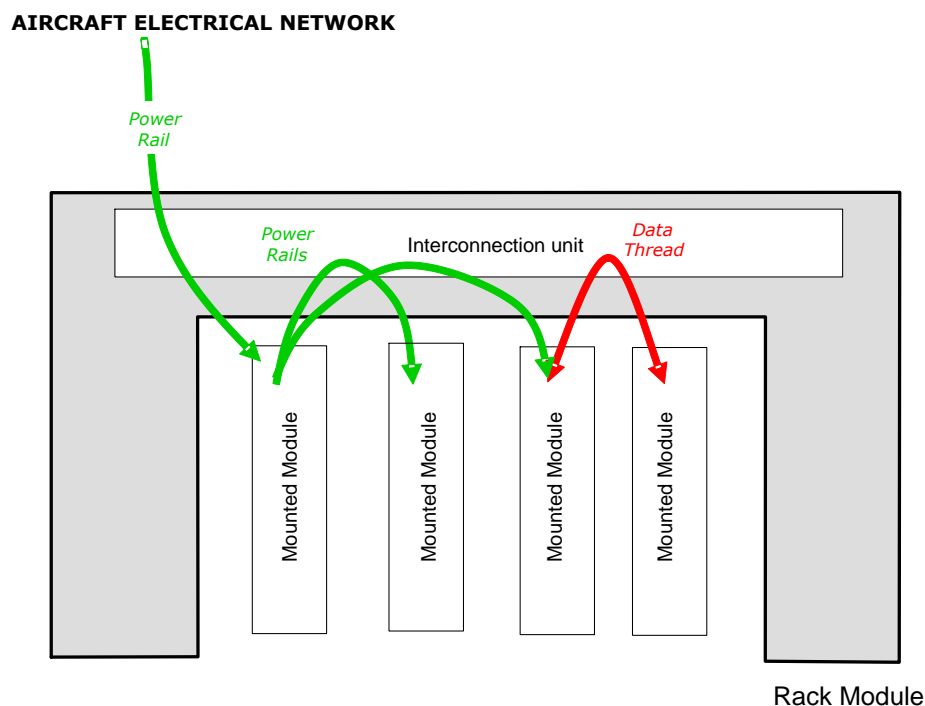 AIRCRAFT ELECTRICAL NETWORK
Power
Rail
Power
Rails
Interconnection unit
Data
Thread
Mounted Module
Mounted Module
Mounted Module
Mounted Module
Rack Module